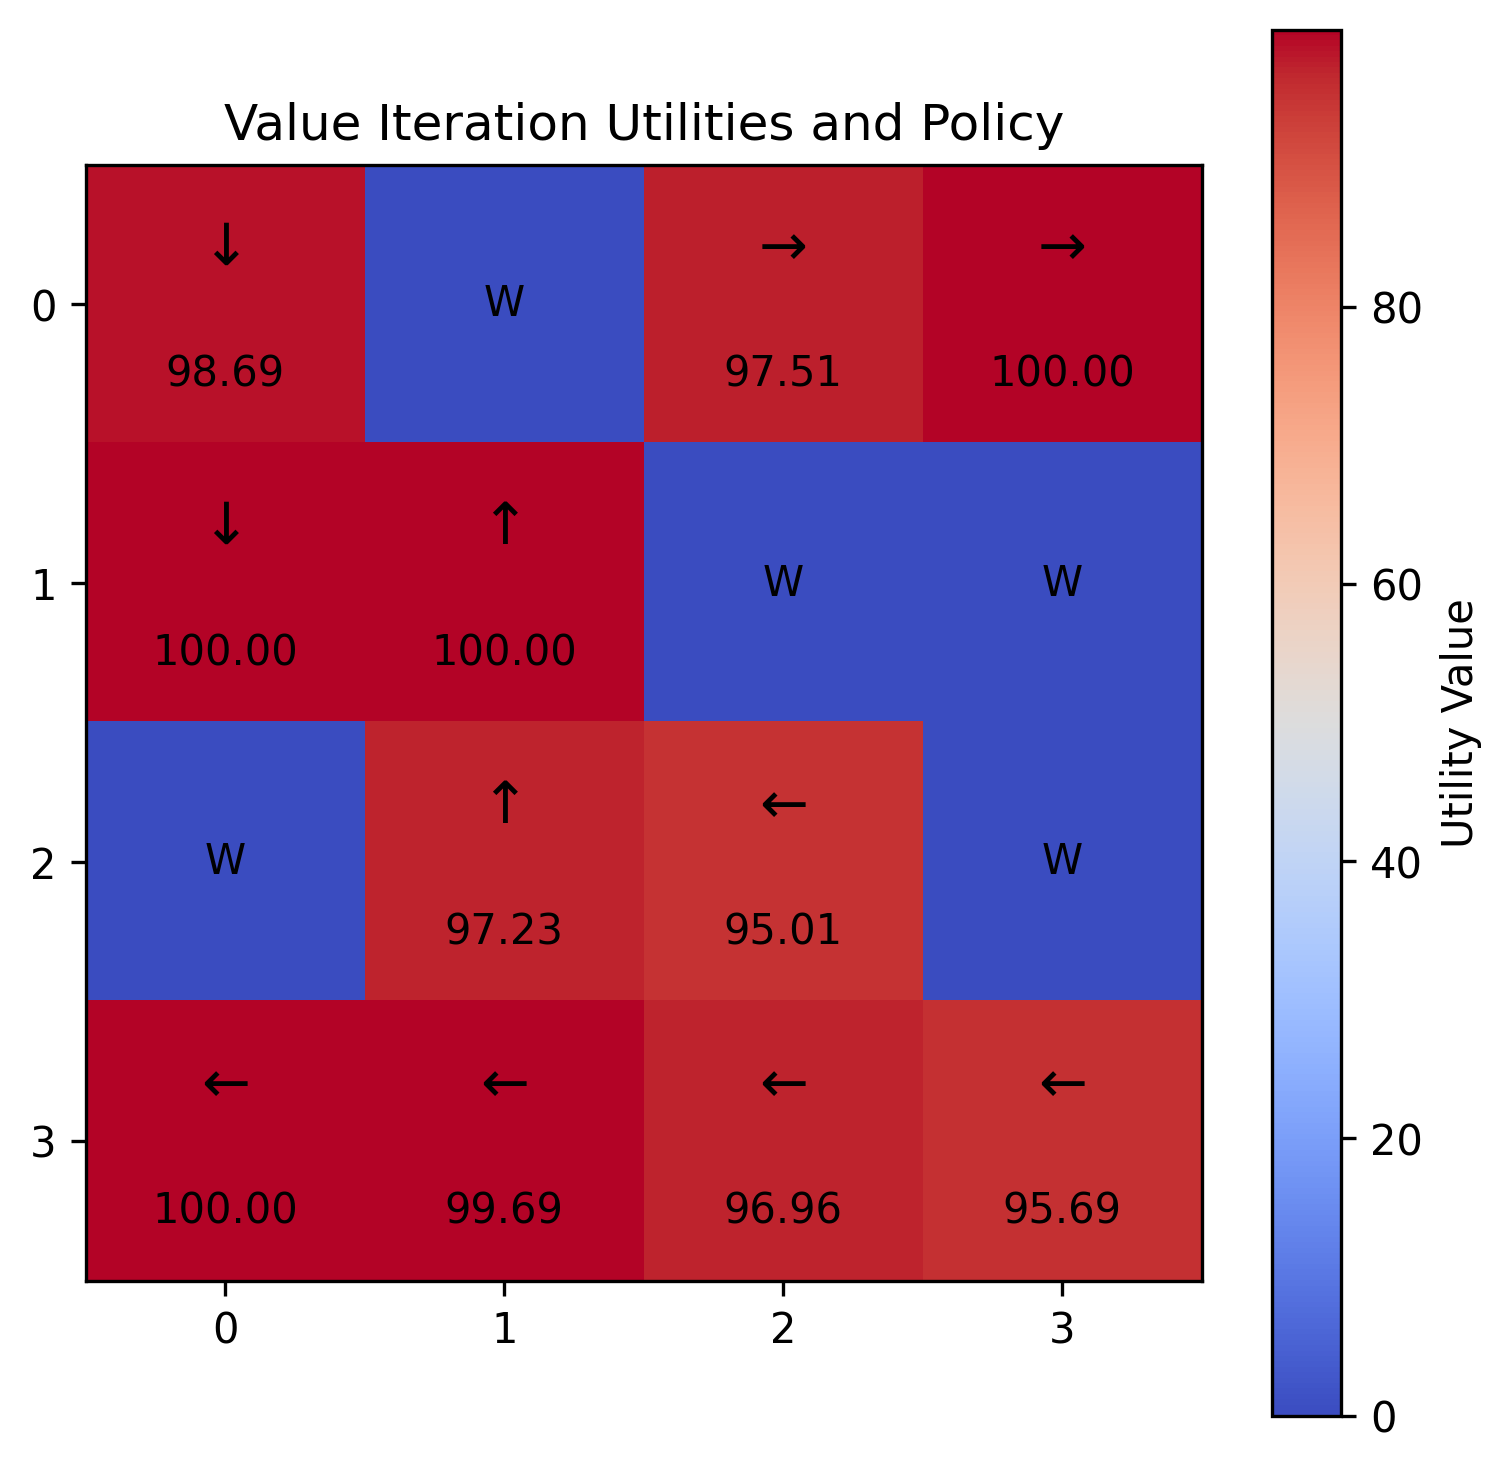 Value Iteration Utilities and Policy
0 ↓ W → →
98.69 97.51 100.00
80
↓ ↑
1 W W
60
100.00 100.00
Utility Value
↑ ←
2 W W
40
97.23 95.01
← ← ← ←
3
20
100.00 99.69 96.96 95.69
0 1 2 3
0